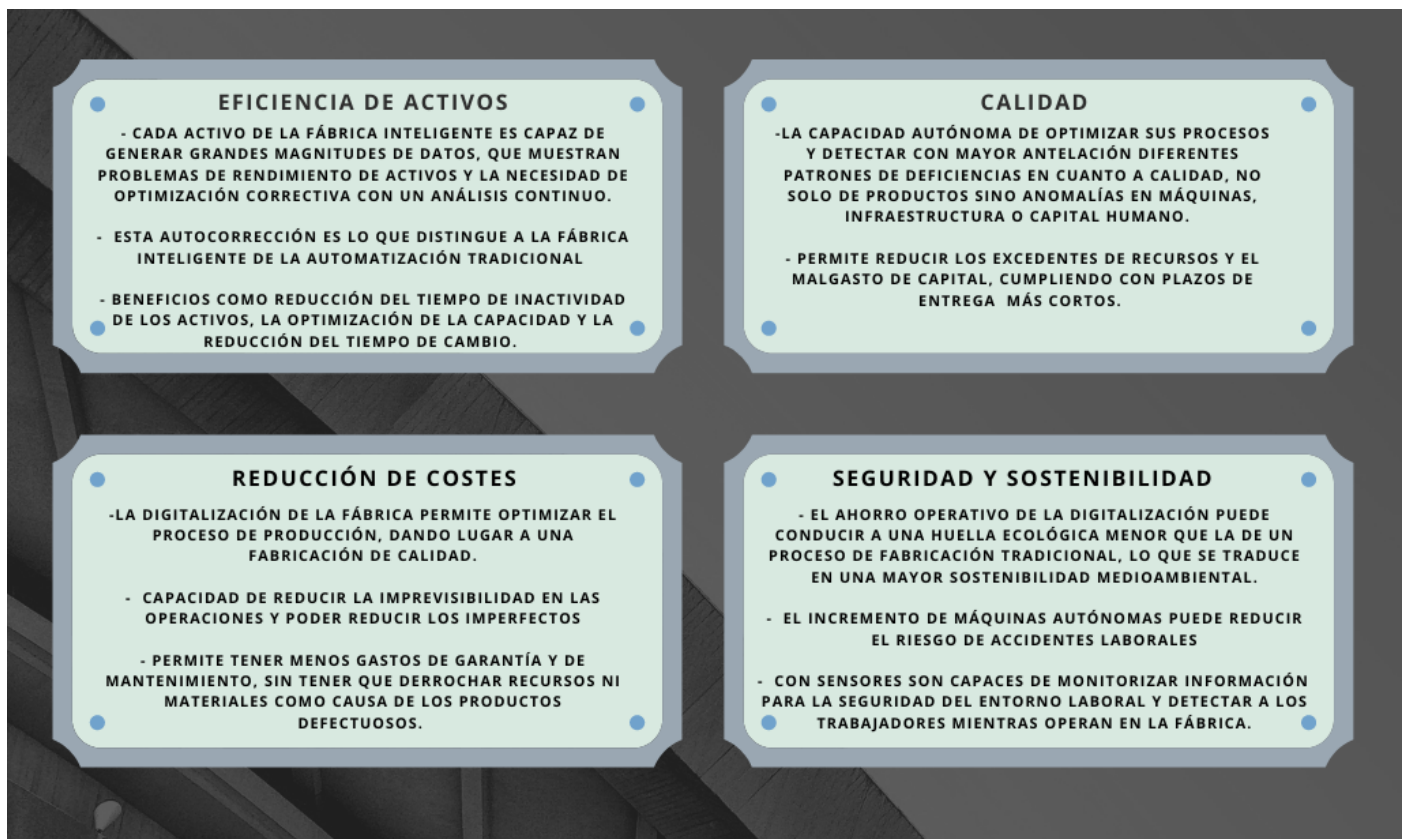 EFICIENCIA DE ACTIVOS
- CADA ACTIVO DE LA FÁBRICA INTELIGENTE ES CAPAZ DE
GENERAR GRANDES MAGNITUDES DE DATOS, QUE MUESTRAN
PROBLEMAS DE RENDIMIENTO DE ACTIVOS Y LA NECESIDAD DE
OPTIMIZACIÓN CORRECTIVA CON UN ANÁLISIS CONTINUO.
- ESTA AUTOCORRECCIÓN ES LO QUE DISTINGUE A LA FÁBRICA
INTELIGENTE DE LA AUTOMATIZACIÓN TRADICIONAL
- BENEFICIOS COMO REDUCCIÓN DEL TIEMPO DE INACTIVIDAD
DE LOS ACTIVOS, LA OPTIMIZACIÓN DE LA CAPACIDAD Y LA
REDUCCIÓN DEL TIEMPO DE CAMBIO.
CALIDAD
-LA CAPACIDAD AUTÓNOMA DE OPTIMIZAR SUS PROCESOS
Y DETECTAR CON MAYOR ANTELACIÓN DIFERENTES
PATRONES DE DEFICIENCIAS EN CUANTO A CALIDAD, NO
SOLO DE PRODUCTOS SINO ANOMALÍAS EN MÁQUINAS,
INFRAESTRUCTURA O CAPITAL HUMANO.
- PERMITE REDUCIR LOS EXCEDENTES DE RECURSOS Y EL
MALGASTO DE CAPITAL, CUMPLIENDO CON PLAZOS DE
ENTREGA MÁS CORTOS.
REDUCCIÓN DE COSTES
-LA DIGITALIZACIÓN DE LA FÁBRICA PERMITE OPTIMIZAR EL
PROCESO DE PRODUCCIÓN, DANDO LUGAR A UNA
FABRICACIÓN DE CALIDAD.
- CAPACIDAD DE REDUCIR LA IMPREVISIBILIDAD EN LAS
OPERACIONES Y PODER REDUCIR LOS IMPERFECTOS
- PERMITE TENER MENOS GASTOS DE GARANTÍA Y DE
MANTENIMIENTO, SIN TENER QUE DERROCHAR RECURSOS NI
MATERIALES COMO CAUSA DE LOS PRODUCTOS
DEFECTUOSOS.
SEGURIDAD Y SOSTENIBILIDAD
- EL AHORRO OPERATIVO DE LA DIGITALIZACIÓN PUEDE
CONDUCIR A UNA HUELLA ECOLÓGICA MENOR QUE LA DE UN
PROCESO DE FABRICACIÓN TRADICIONAL, LO QUE SE TRADUCE
EN UNA MAYOR SOSTENIBILIDAD MEDIOAMBIENTAL.
- EL INCREMENTO DE MÁQUINAS AUTÓNOMAS PUEDE REDUCIR
EL RIESGO DE ACCIDENTES LABORALES
- CON SENSORES SON CAPACES DE MONITORIZAR INFORMACIÓN
PARA LA SEGURIDAD DEL ENTORNO LABORAL Y DETECTAR A LOS
TRABAJADORES MIENTRAS OPERAN EN LA FÁBRICA.